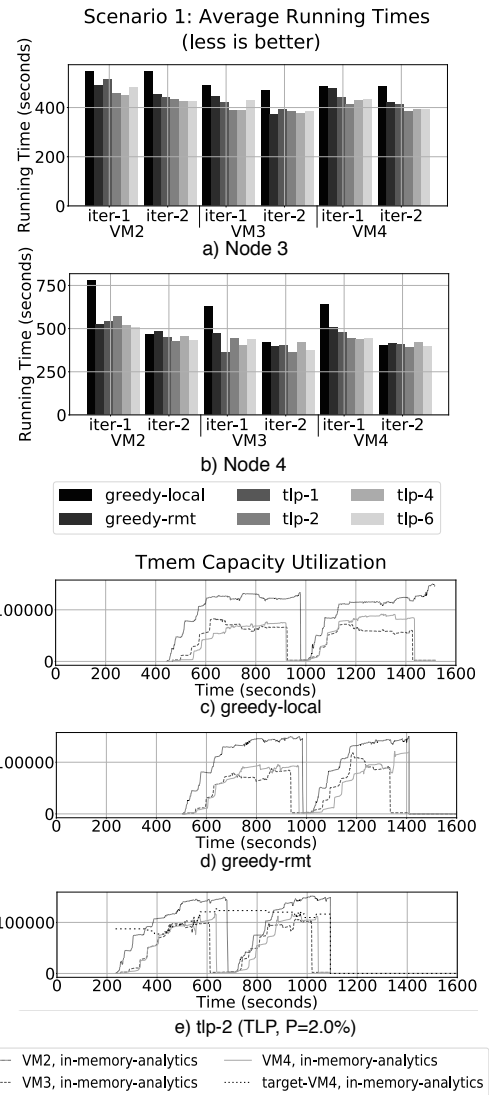 Scenario 1: Average Running Times
(less is better)
Running Time (seconds)
400
200
0
iter-1 iter-2 iter-1 iter-2 iter-1 iter-2
VM2 VM3 VM4
a) Node 3
Running Time (seconds)
750
500
250
0
iter-1 iter-2 iter-1 iter-2 iter-1 iter-2
VM2 VM3 VM4
b) Node 4
greedy-local tlp-1 tlp-4
greedy-rmt tlp-2 tlp-6
Tmem Capacity Utilization
100000
0
0 200 400 600 800 1000 1200 1400 1600
Time (seconds)
c) greedy-local
100000
0
0 200 400 600 800 1000 1200 1400 1600
Time (seconds)
d) greedy-rmt
100000
0
0 200 400 600 800 1000 1200 1400 1600
Time (seconds)
e) tlp-2 (TLP, P=2.0%)
VM2, in-memory-analytics VM4, in-memory-analytics
VM3, in-memory-analytics target-VM4, in-memory-analytics